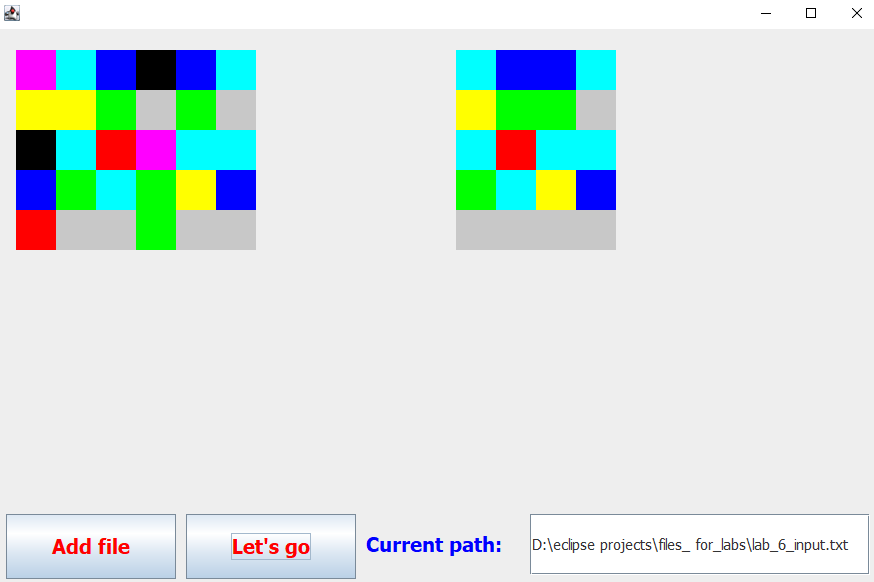 Add file
Let's go
Current path:
D:\eclipse projects\files_ for_labs\lab_6_input.txt